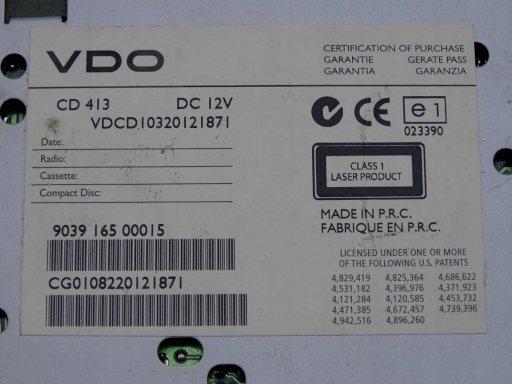 VDO
CERTIFICATION OF PURCHASE
GARANTIE GERATE PASS
GARANTIA GARANZIA
CD 413 DC 12V
VDCD10320121871
CE e1
023390
Date:
Radio:
Cassette:
Compact Disc:
CLASS 1
LASER PRODUCT
MADE IN P.R.C.
FABRIQUE EN P.R.C.
9039 165 00015
CG0108220121871
LICENSED UNDER ONE OR MORE
OF THE FOLLOWING U.S. PATENTS
4,829,419 4,825,364 4,686,622
4,531,182 4,396,976 4,371,923
4,121,284 4,120,585 4,453,732
4,471,385 4,672,457 4,739,396
4,942,516 4,896,260